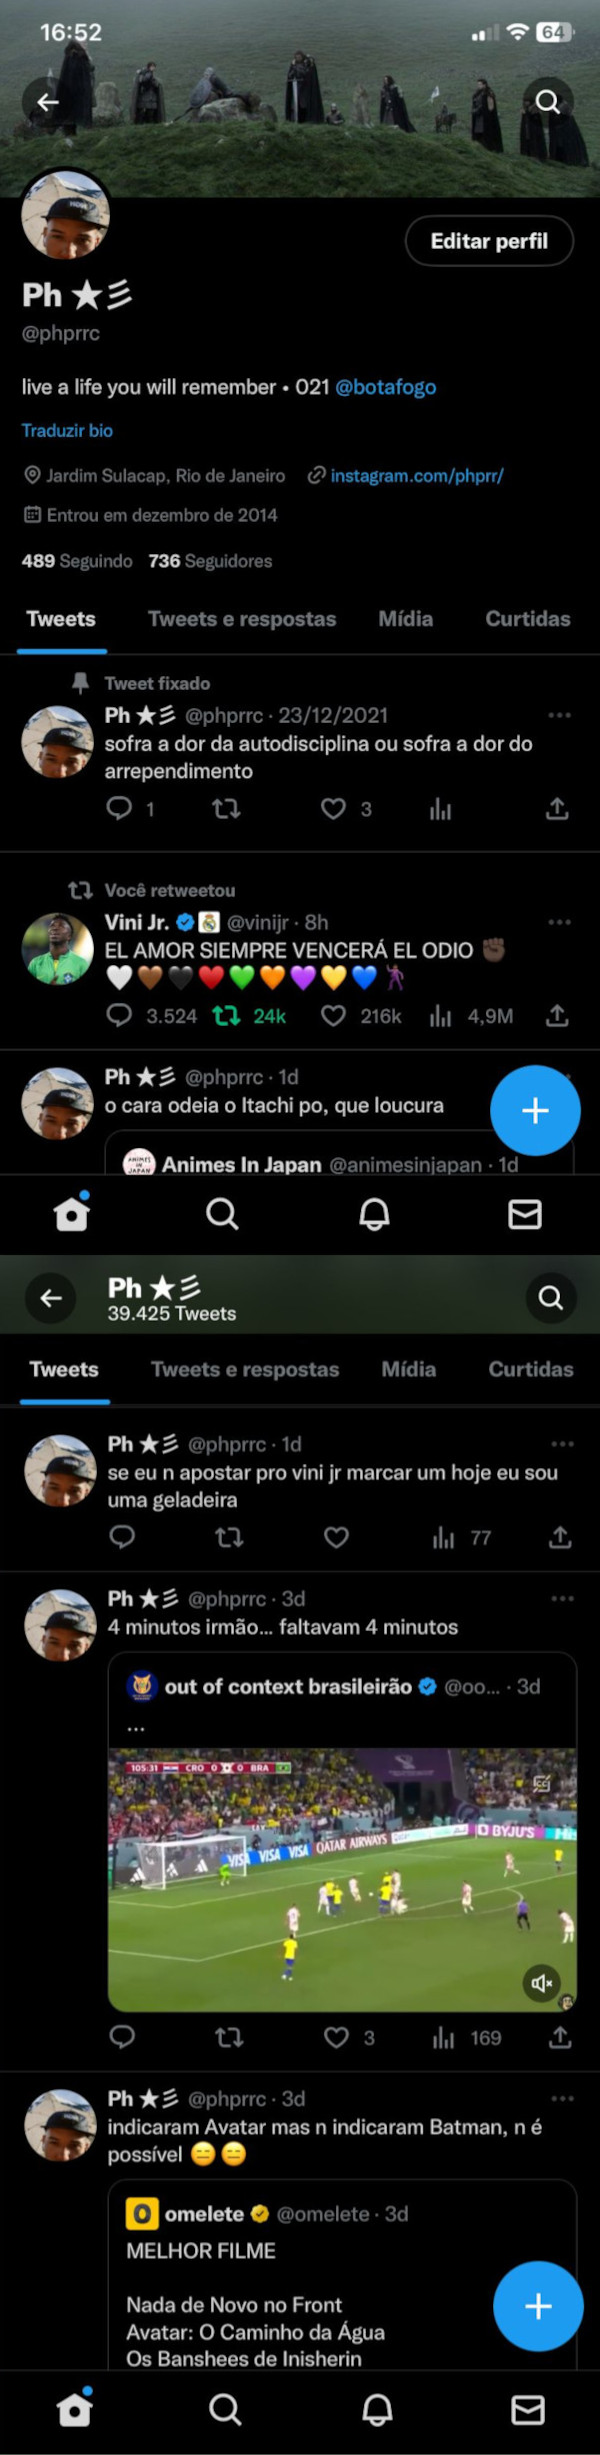 16:52
64
Editar perfil
Ph ★彡
@phprrc
live a life you will remember • 021 @botafogo
Traduzir bio
Jardim Sulacap, Rio de Janeiro instagram.com/phprr/
Entrou em dezembro de 2014
489 Seguindo 736 Seguidores
Tweets Tweets e respostas Mídia Curtidas
Tweet fixado
Ph ★彡 @phprrc · 23/12/2021
sofra a dor da autodisciplina ou sofra a dor do
arrependimento
1 3
Você retweetou
Vini Jr. @vinijr · 8h
EL AMOR SIEMPRE VENCERÁ EL ODIO ✊🏿
🤍🤎🖤❤️💚🧡💜💛💙🕺🏿
3.524 24k 216k 4,9M
Ph ★彡 @phprrc · 1d
o cara odeia o Itachi po, que loucura
ANIMES IN JAPAN
Animes In Japan @animesinjapan · 1d
Ph ★彡
39.425 Tweets
Tweets Tweets e respostas Mídia Curtidas
Ph ★彡 @phprrc · 1d
se eu n apostar pro vini jr marcar um hoje eu sou
uma geladeira
77
Ph ★彡 @phprrc · 3d
4 minutos irmão... faltavam 4 minutos
out of context brasileirão @oo... · 3d
...
105:31 CRO 0 0 BRA
VISA VISA VISA QATAR AIRWAYS BYJU'S
3 169
Ph ★彡 @phprrc · 3d
indicaram Avatar mas n indicaram Batman, n é
possível 😑😑
omelete @omelete · 3d
MELHOR FILME
Nada de Novo no Front
Avatar: O Caminho da Água
Os Banshees de Inisherin